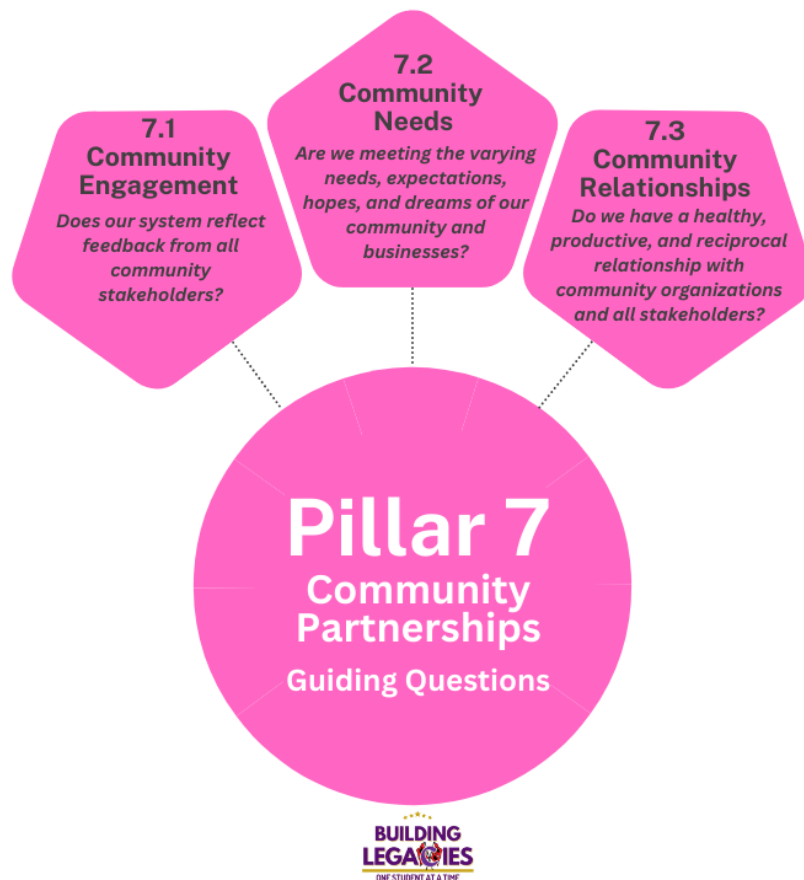 7.1
Community
Engagement
Does our system reflect
feedback from all
community
stakeholders?
7.2
Community
Needs
Are we meeting the varying
needs, expectations,
hopes, and dreams of our
community and
businesses?
7.3
Community
Relationships
Do we have a healthy,
productive, and reciprocal
relationship with
community organizations
and all stakeholders?
Pillar 7
Community
Partnerships
Guiding Questions
BUILDING
LEGACIES
ONE STUDENT AT A TIME